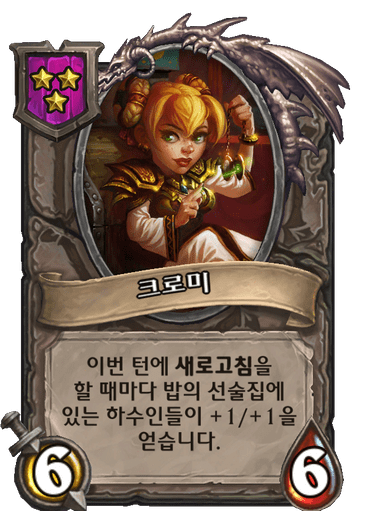 크로미
이번 턴에 새로고침을
할 때마다 밥의 선술집에
있는 하수인들이 +1/+1을
얻습니다.
6
6